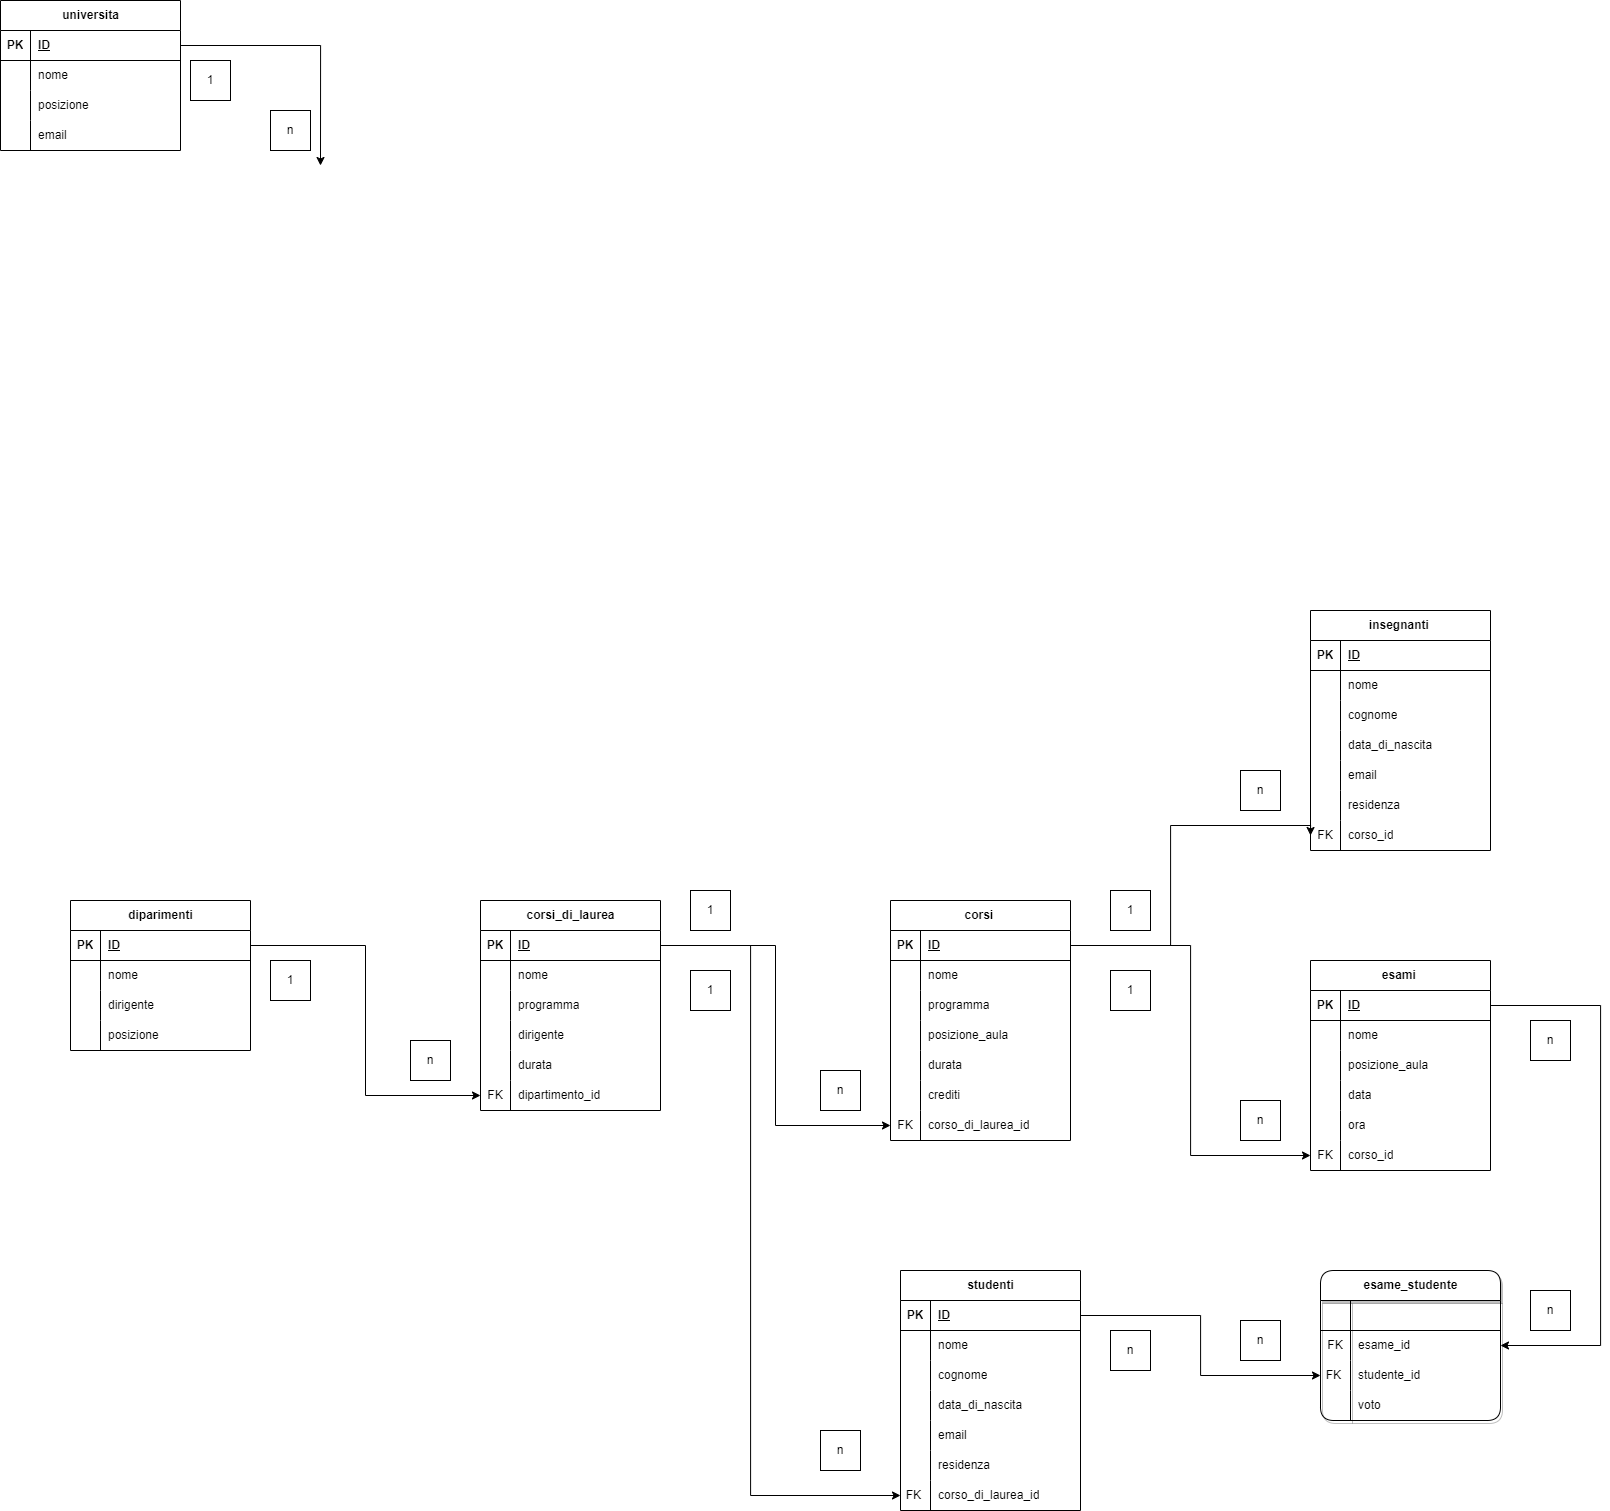 universita
PK ID
nome
posizione
email
1
n
insegnanti
PK ID
nome
cognome
data_di_nascita
email
residenza
FK corso_id
n
diparimenti
PK ID
nome
dirigente
posizione
1
n
corsi_di_laurea
PK ID
nome
programma
dirigente
durata
FK dipartimento_id
1
1
n
corsi
PK ID
nome
programma
posizione_aula
durata
crediti
FK corso_di_laurea_id
1
1
n
esami
PK ID
nome
posizione_aula
data
ora
FK corso_id
n
n
studenti
PK ID
nome
cognome
data_di_nascita
email
residenza
FK corso_di_laurea_id
n
n
n
esame_studente
FK esame_id
FK studente_id
voto